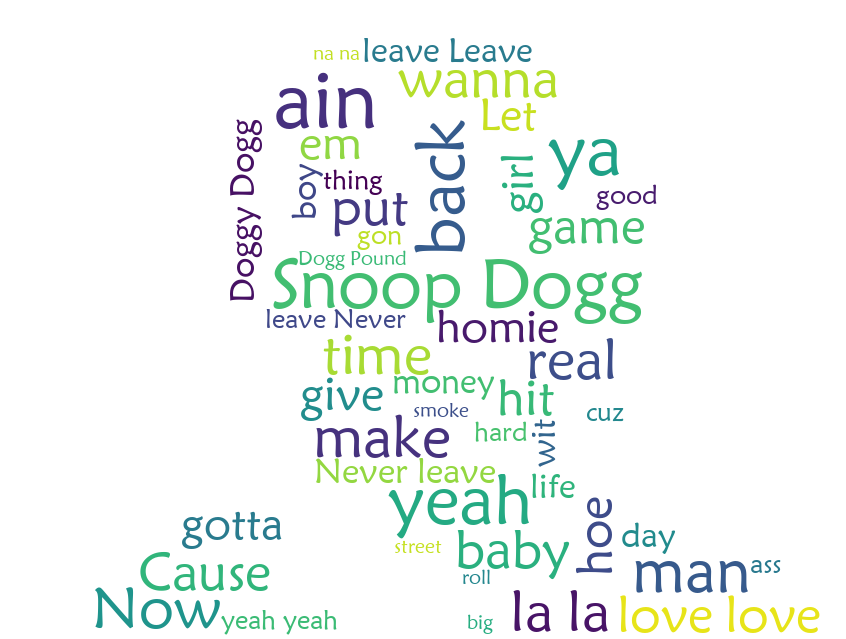 na na
leave Leave
wanna
ain
Let
em
back
ya
Doggy Dogg
boy
thing
girl
good
put
game
gon
Dogg Pound
Snoop Dogg
leave Never
homie
time
real
give
money
hit
smoke
cuz
make
hard
wit
Never leave
yeah
life
gotta
hoe
day
street
baby
Cause
roll
man
ass
Now
yeah yeah
big
la la
love love